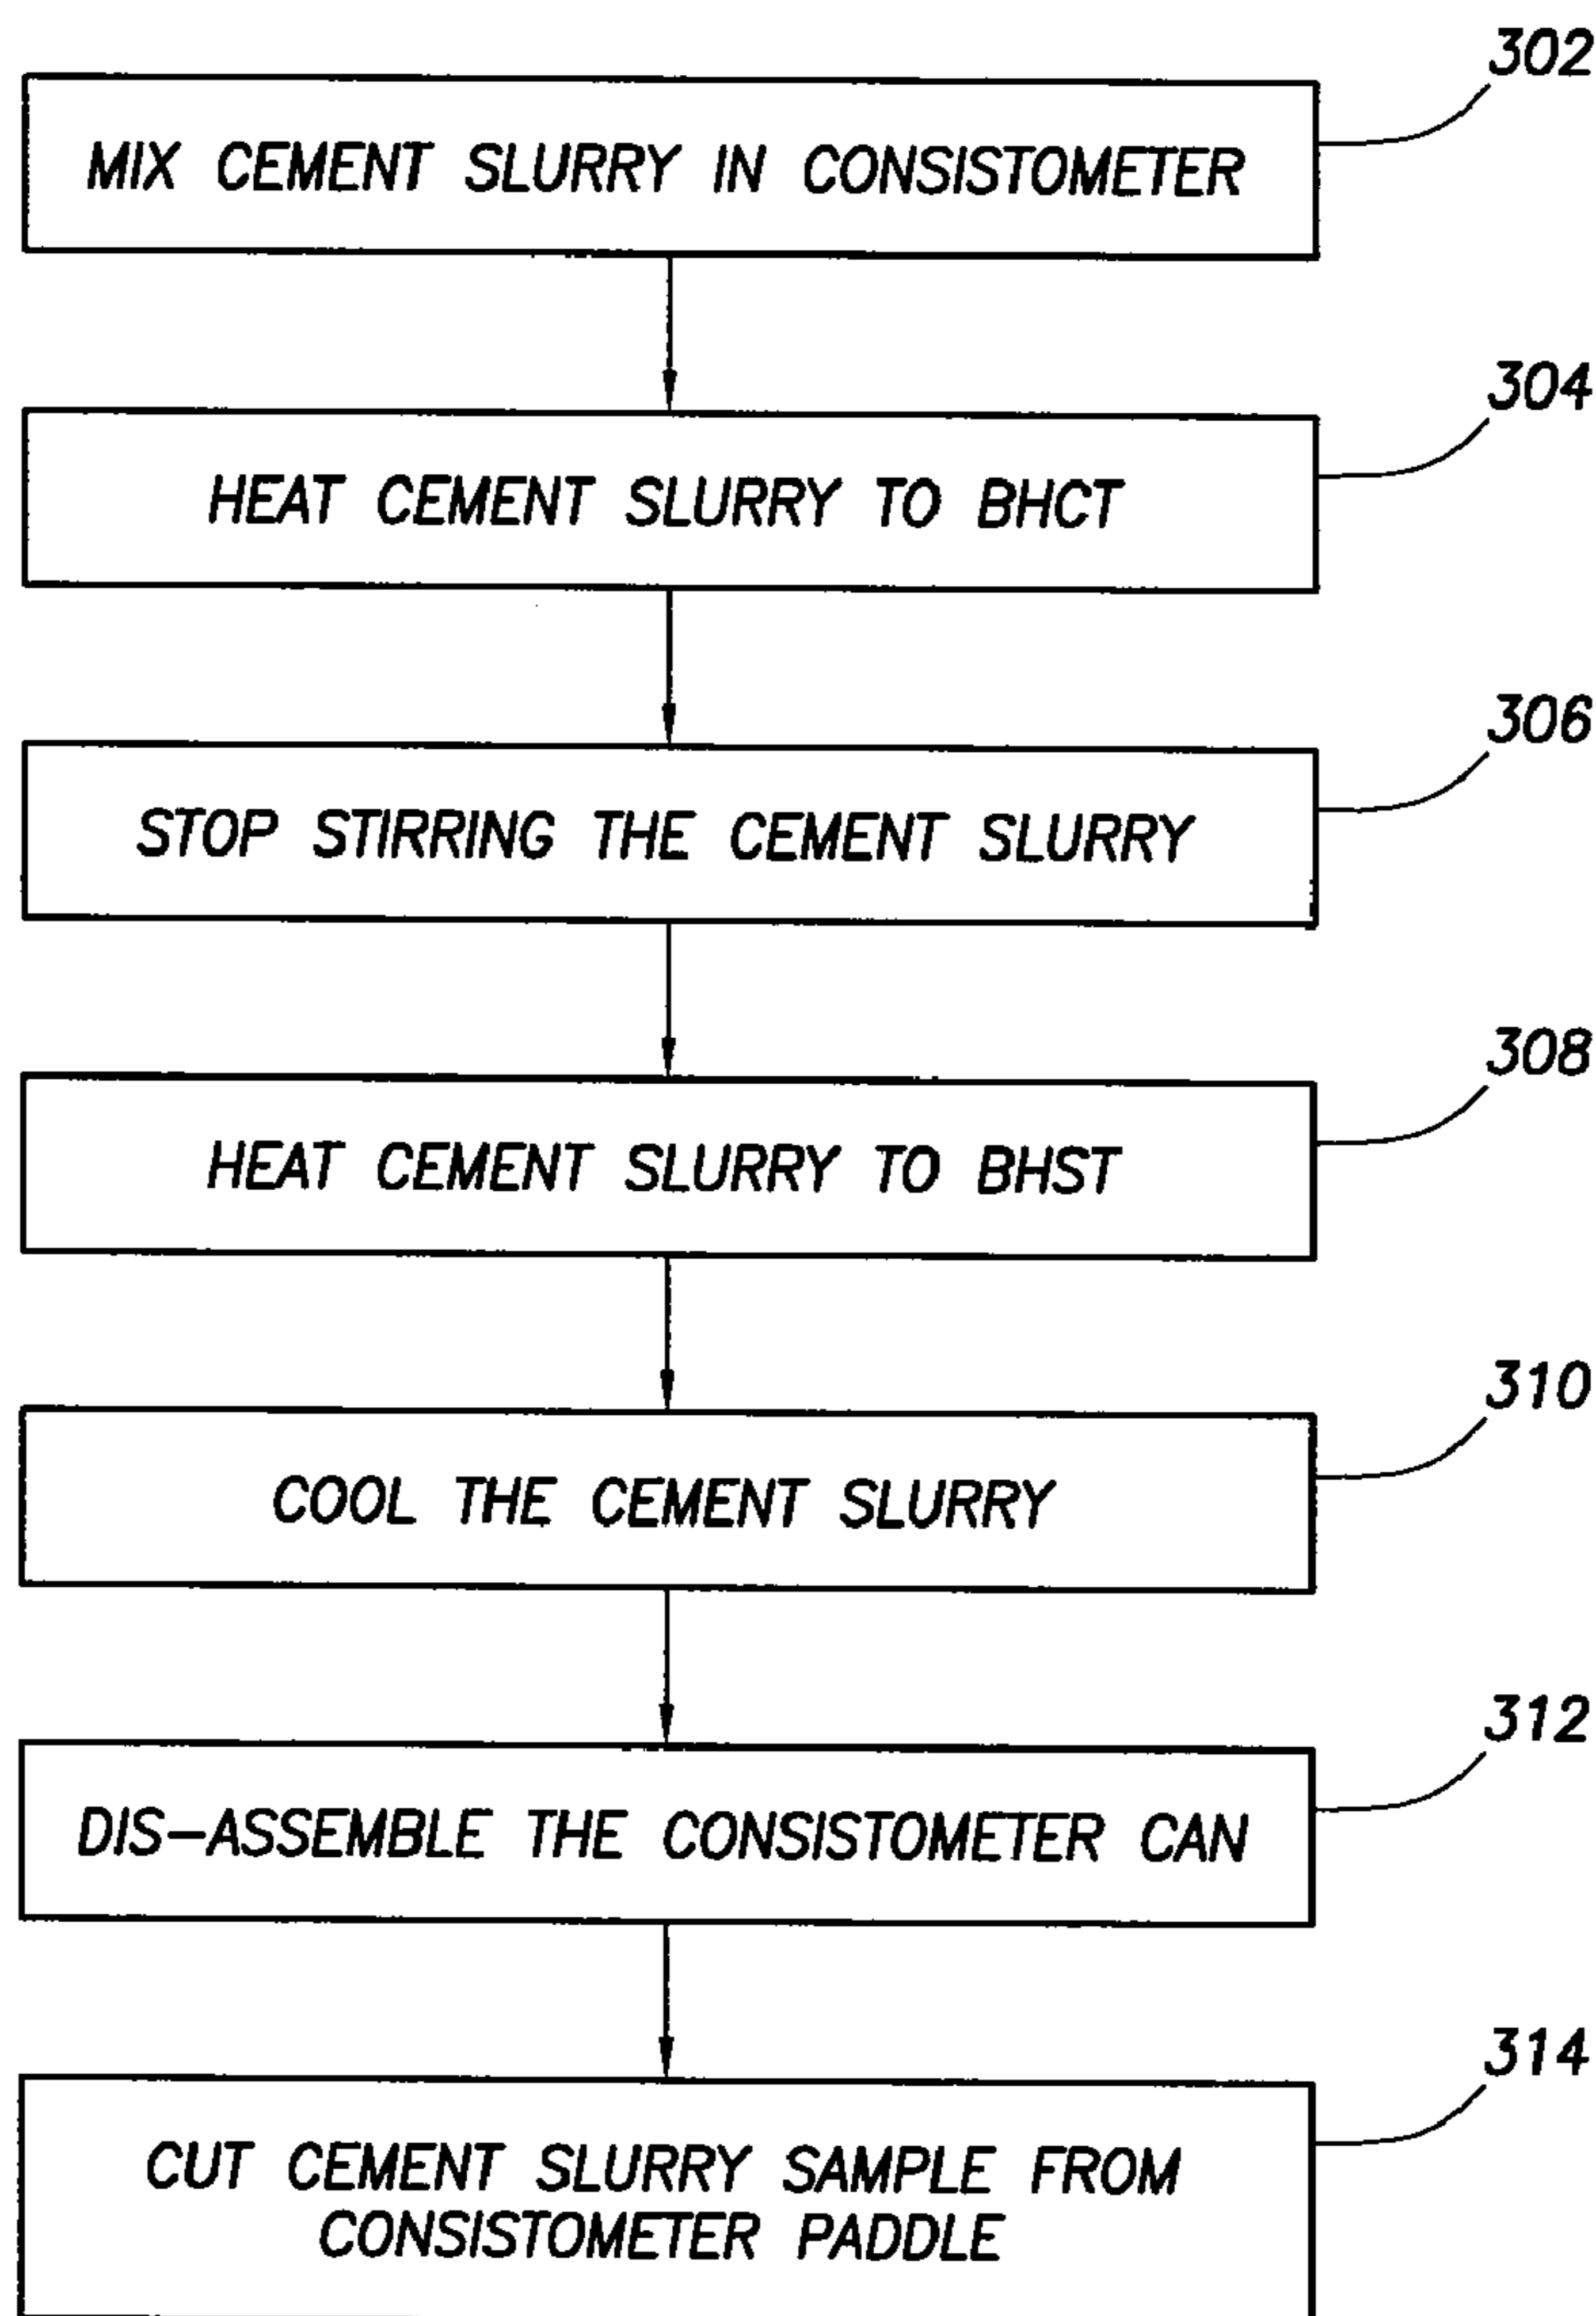 302
MIX CEMENT SLURRY IN CONSISTOMETER
304
HEAT CEMENT SLURRY TO BHCT
306
STOP STIRRING THE CEMENT SLURRY
308
HEAT CEMENT SLURRY TO BHST
310
COOL THE CEMENT SLURRY
312
DIS-ASSEMBLE THE CONSISTOMETER CAN
314
CUT CEMENT SLURRY SAMPLE FROM
CONSISTOMETER PADDLE